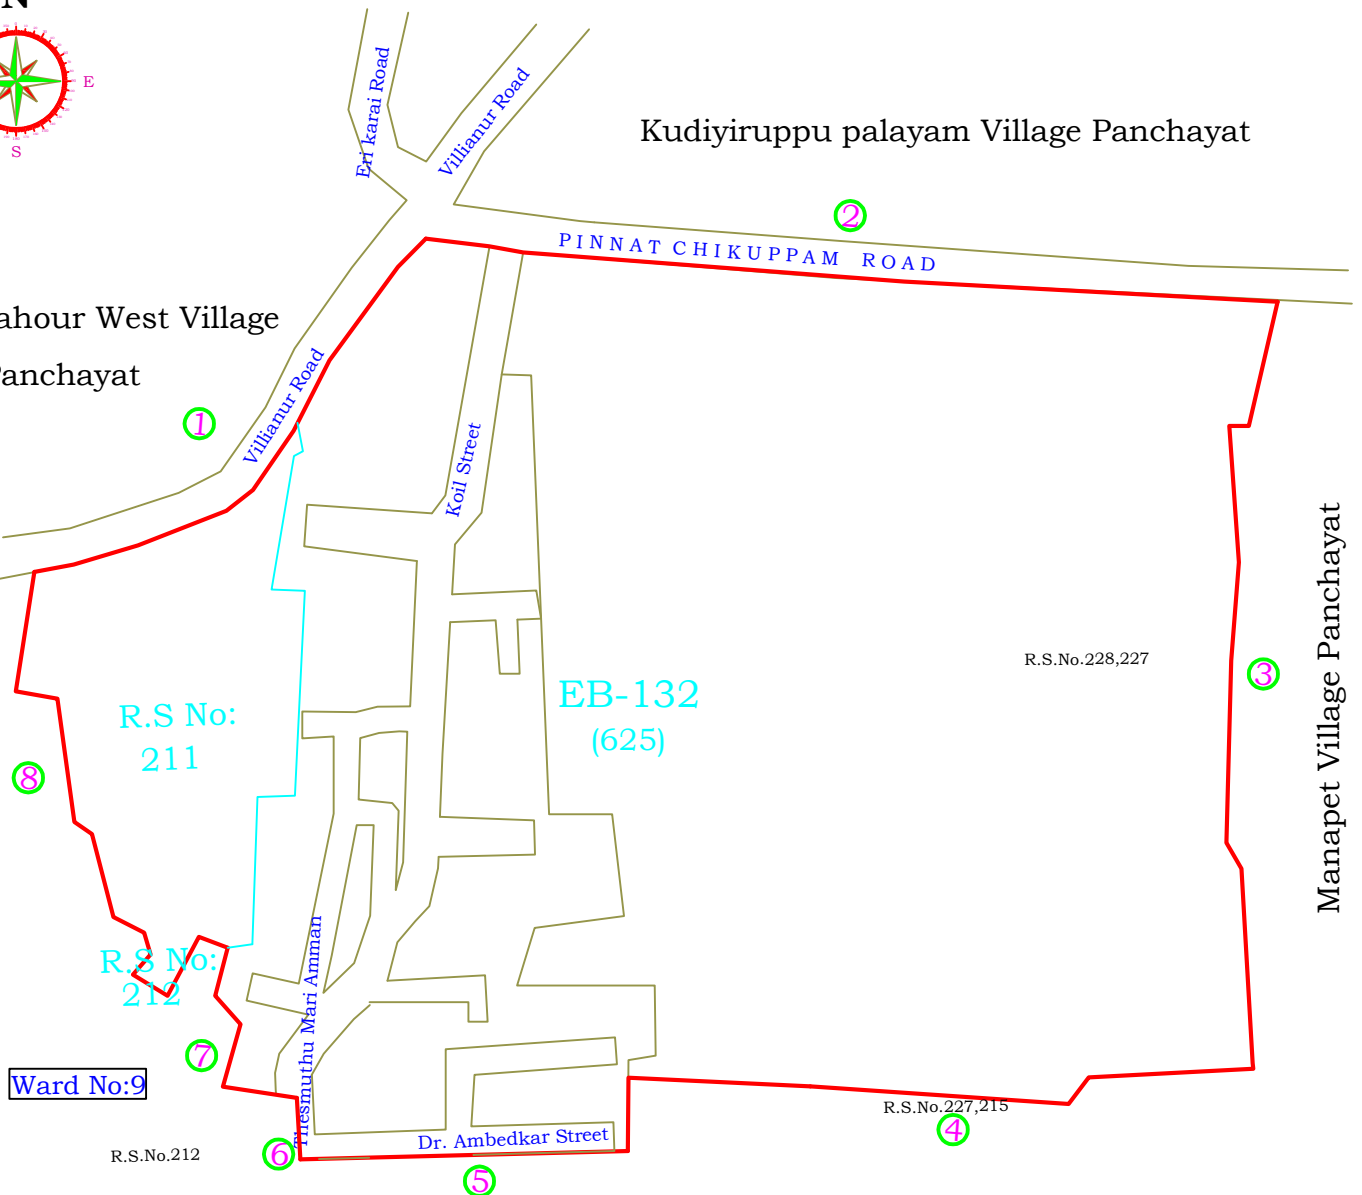 N
E
S
Eri karai Road
Villianur Road
Kudiyiruppu palayam Village Panchayat
2
PINNAT CHIKUPPAM ROAD
ahour West Village
Panchayat
1
Villianur Road
Koil Street
Manapet Village Panchayat
R.S.No.228,227
3
EB-132
(625)
R.S No:
211
8
R.S No:
212
Thesmuthu Mari Amman
7
Ward No:9
R.S.No.227,215
4
Dr. Ambedkar Street
6
R.S.No.212
5